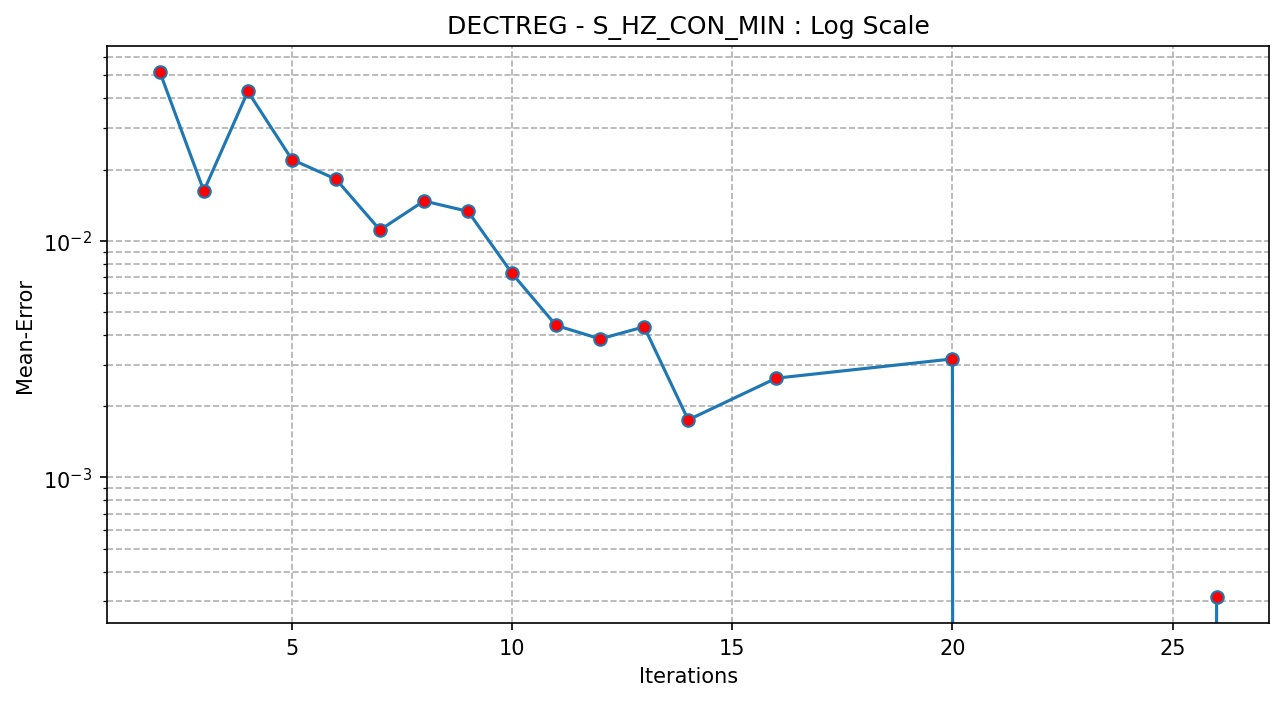 DECTREG - S_HZ_CON_MIN : Log Scale
Mean-Error
10⁻²
10⁻³
5 10 15 20 25
Iterations